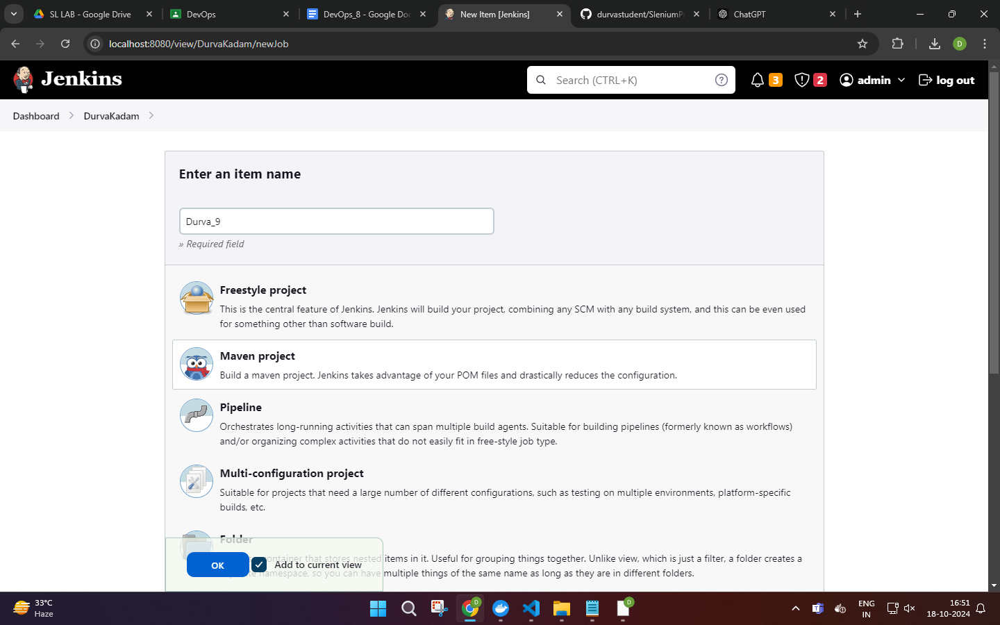 SL LAB - Google Drive
DevOps
DevOps_8 - Google Doc
New Item [Jenkins]
durvastudent/SleniumP
ChatGPT
localhost:8080/view/DurvaKadam/newJob
D
Jenkins
Search (CTRL+K)
?
3
2
admin
log out
Dashboard
DurvaKadam
Enter an item name
Durva_9
» Required field
Freestyle project
This is the central feature of Jenkins. Jenkins will build your project, combining any SCM with any build system, and this can be even used
for something other than software build.
Maven project
Build a maven project. Jenkins takes advantage of your POM files and drastically reduces the configuration.
Pipeline
Orchestrates long-running activities that can span multiple build agents. Suitable for building pipelines (formerly known as workflows)
and/or organizing complex activities that do not easily fit in free-style job type.
Multi-configuration project
Suitable for projects that need a large number of different configurations, such as testing on multiple environments, platform-specific
builds, etc.
Folder
container that stores nested items in it. Useful for grouping things together. Unlike view, which is just a filter, a folder creates a
namespace, so you can have multiple things of the same name as long as they are in different folders.
OK
Add to current view
33°C
Haze
D
D
ENG
IN
16:51
18-10-2024